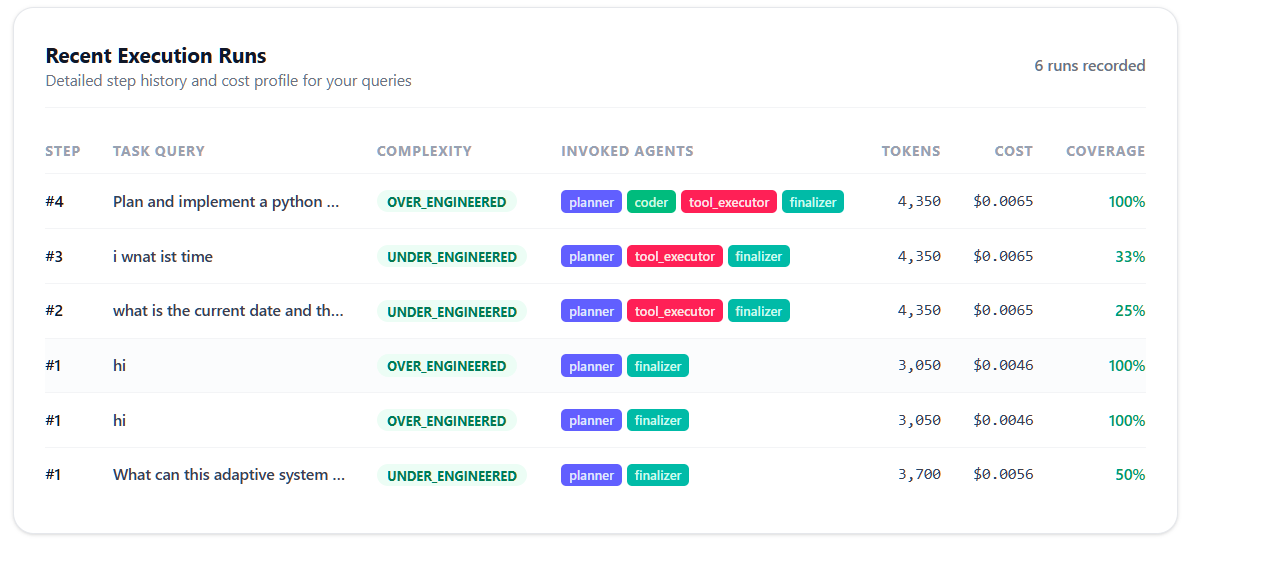 Recent Execution Runs
Detailed step history and cost profile for your queries
6 runs recorded
STEP TASK QUERY COMPLEXITY INVOKED AGENTS TOKENS COST COVERAGE
#4 Plan and implement a python ... OVER_ENGINEERED planner coder tool_executor finalizer 4,350 $0.0065 100%
#3 i wnat ist time UNDER_ENGINEERED planner tool_executor finalizer 4,350 $0.0065 33%
#2 what is the current date and th... UNDER_ENGINEERED planner tool_executor finalizer 4,350 $0.0065 25%
#1 hi OVER_ENGINEERED planner finalizer 3,050 $0.0046 100%
#1 hi OVER_ENGINEERED planner finalizer 3,050 $0.0046 100%
#1 What can this adaptive system ... UNDER_ENGINEERED planner finalizer 3,700 $0.0056 50%